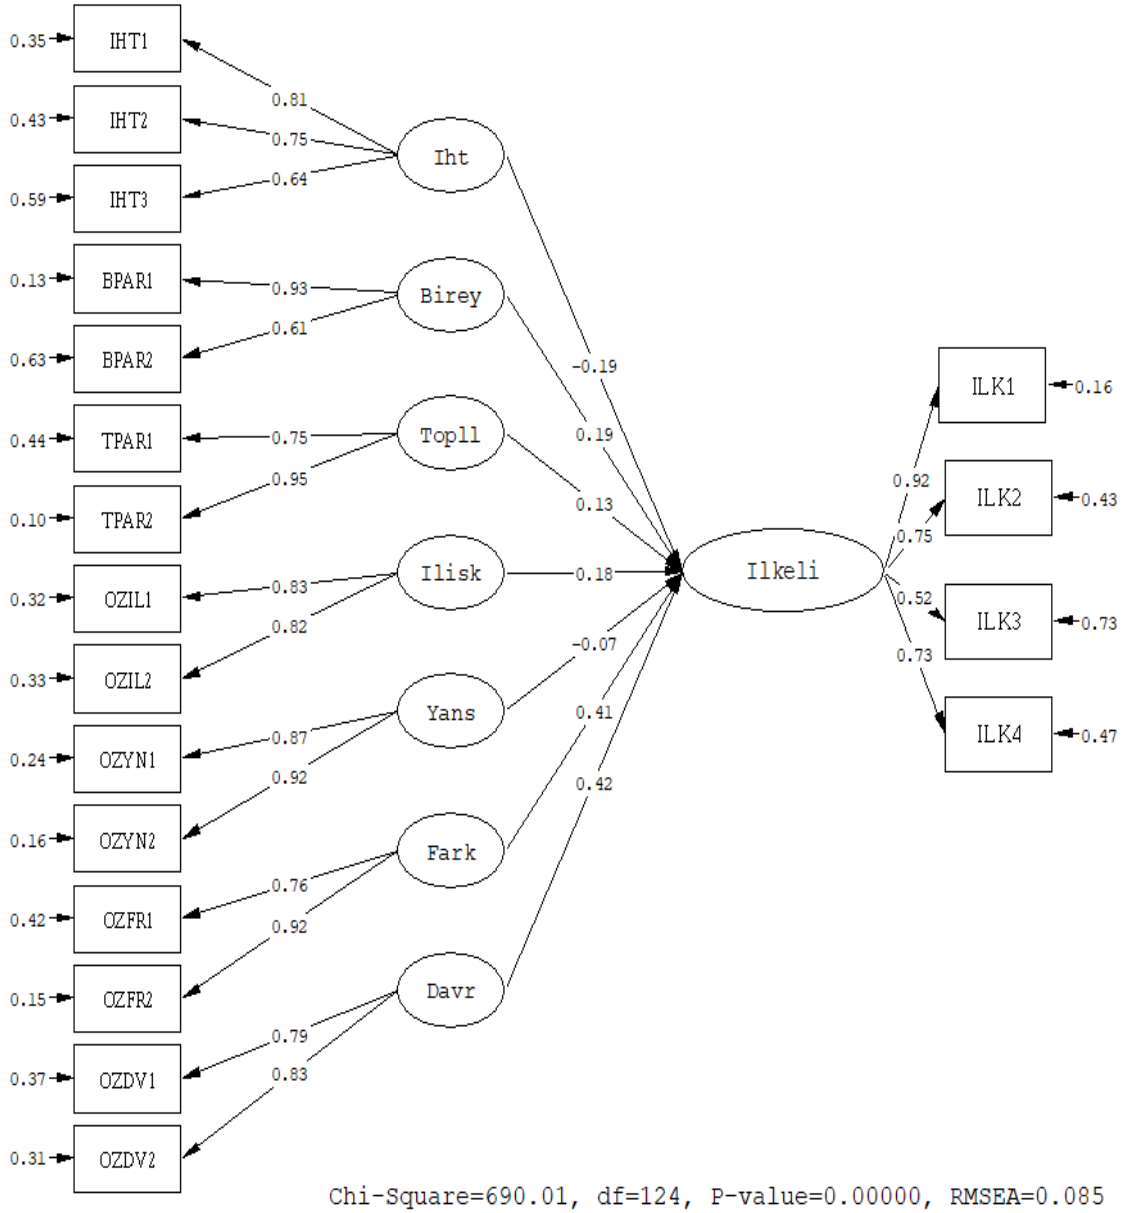 0.35 IHT1
0.81
0.43 IHT2
0.75
Iht
0.64
0.59 IHT3
0.13 BPAR1
0.93
Birey
0.61
0.63 BPAR2
-0.19
0.19
ILK1 0.16
0.44 TPAR1
0.75
Topll
0.95
0.92
0.13
ILK2 0.43
0.10 TPAR2
0.75
Ilisk
0.18
Ilkeli
0.32 OZIL1
0.83
0.52
0.82
ILK3 0.73
-0.07
0.73
0.33 OZIL2
Yans
0.41
ILK4 0.47
0.24 OZYN1
0.87
0.92
0.42
0.16 OZYN2
Fark
0.76
0.42 OZFR1
0.92
0.15 OZFR2
Davr
0.79
0.37 OZDV1
0.83
0.31 OZDV2
Chi-Square=690.01, df=124, P-value=0.00000, RMSEA=0.085